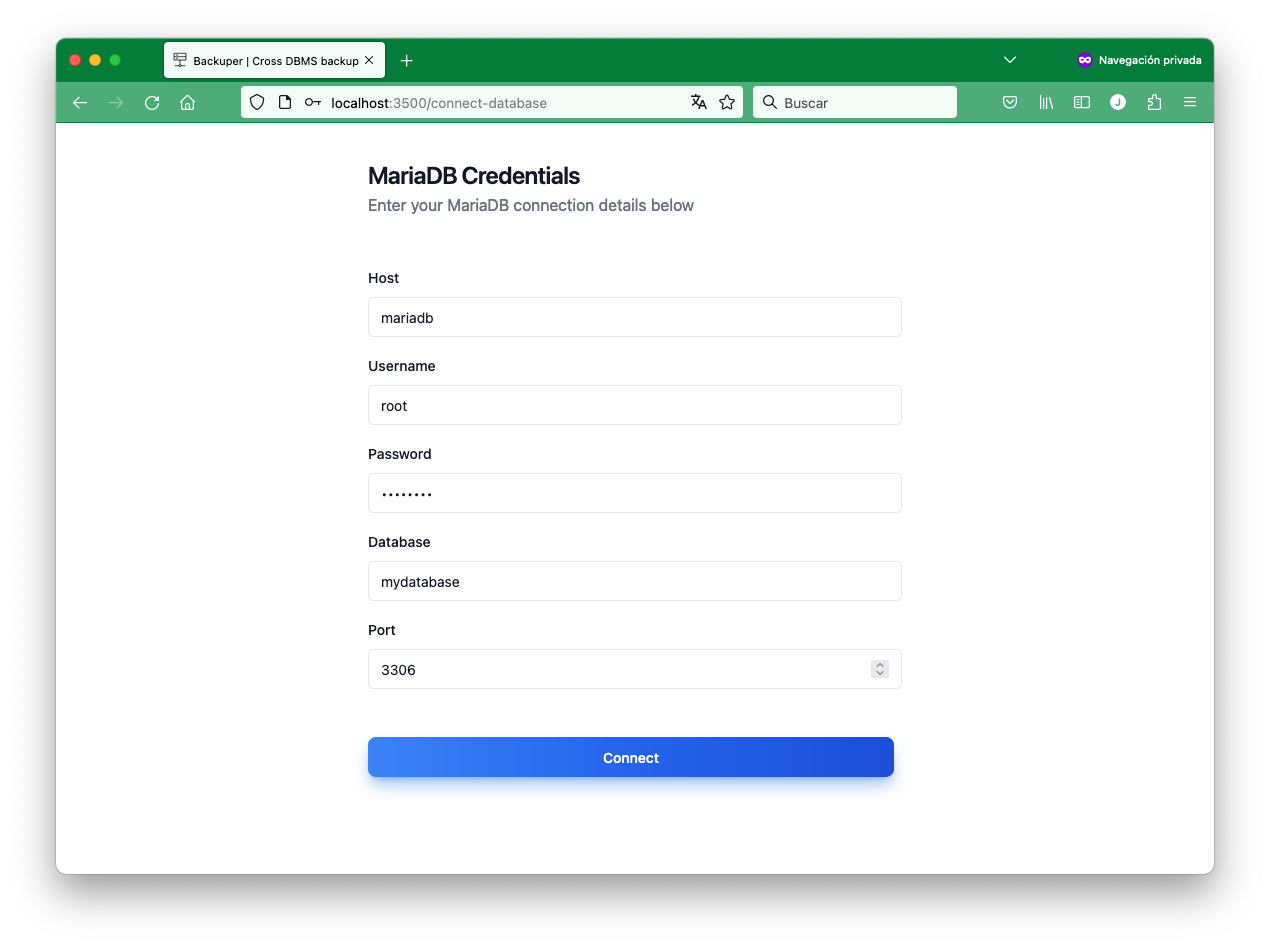 Backuper | Cross DBMS backup
Navegación privada
localhost:3500/connect-database
Buscar
J
MariaDB Credentials
Enter your MariaDB connection details below
Host
mariadb
Username
root
Password
••••••••
Database
mydatabase
Port
3306
Connect